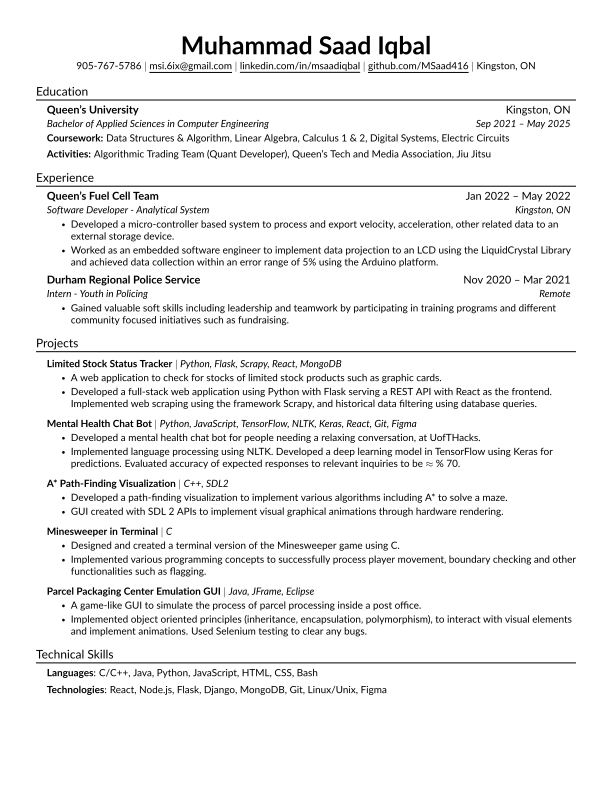 Muhammad Saad Iqbal
905-767-5786 | msi.6ix@gmail.com | linkedin.com/in/msaadiqbal | github.com/MSaad416 | Kingston, ON
Education
Queen's University Kingston, ON
Bachelor of Applied Sciences in Computer Engineering Sep 2021 – May 2025
Coursework: Data Structures & Algorithm, Linear Algebra, Calculus 1 & 2, Digital Systems, Electric Circuits
Activities: Algorithmic Trading Team (Quant Developer), Queen's Tech and Media Association, Jiu Jitsu
Experience
Queen's Fuel Cell Team Jan 2022 – May 2022
Software Developer - Analytical System Kingston, ON
• Developed a micro-controller based system to process and export velocity, acceleration, other related data to an
external storage device.
• Worked as an embedded software engineer to implement data projection to an LCD using the LiquidCrystal Library
and achieved data collection within an error range of 5% using the Arduino platform.
Durham Regional Police Service Nov 2020 – Mar 2021
Intern - Youth in Policing Remote
• Gained valuable soft skills including leadership and teamwork by participating in training programs and different
community focused initiatives such as fundraising.
Projects
Limited Stock Status Tracker | Python, Flask, Scrapy, React, MongoDB
• A web application to check for stocks of limited stock products such as graphic cards.
• Developed a full-stack web application using Python with Flask serving a REST API with React as the frontend.
Implemented web scraping using the framework Scrapy, and historical data filtering using database queries.
Mental Health Chat Bot | Python, JavaScript, TensorFlow, NLTK, Keras, React, Git, Figma
• Developed a mental health chat bot for people needing a relaxing conversation, at UofTHacks.
• Implemented language processing using NLTK. Developed a deep learning model in TensorFlow using Keras for
predictions. Evaluated accuracy of expected responses to relevant inquiries to be ≈ % 70.
A* Path-Finding Visualization | C++, SDL2
• Developed a path-finding visualization to implement various algorithms including A* to solve a maze.
• GUI created with SDL 2 APIs to implement visual graphical animations through hardware rendering.
Minesweeper in Terminal | C
• Designed and created a terminal version of the Minesweeper game using C.
• Implemented various programming concepts to successfully process player movement, boundary checking and other
functionalities such as flagging.
Parcel Packaging Center Emulation GUI | Java, JFrame, Eclipse
• A game-like GUI to simulate the process of parcel processing inside a post office.
• Implemented object oriented principles (inheritance, encapsulation, polymorphism), to interact with visual elements
and implement animations. Used Selenium testing to clear any bugs.
Technical Skills
Languages: C/C++, Java, Python, JavaScript, HTML, CSS, Bash
Technologies: React, Node.js, Flask, Django, MongoDB, Git, Linux/Unix, Figma